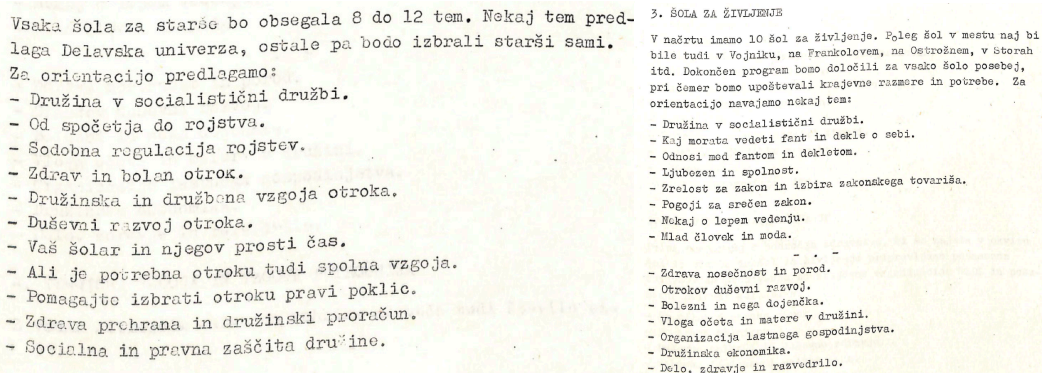 Vsaka šola za starše bo obsegala 8 do 12 tem. Nekaj tem pred-
laga Delavska univerza, ostale pa bodo izbrali starši sami.
Za orientacijo predlagamo:
- Družina v socialistični družbi.
- Od spočetja do rojstva.
- Sodobna regulacija rojstev.
- Zdrav in bolan otrok.
- Družinska in družbena vzgoja otroka.
- Duševni razvoj otroka.
- Vaš šolar in njegov prosti čas.
- Ali je potrebna otroku tudi spolna vzgoja.
- Pomagajte izbrati otroku pravi poklic.
- Zdrava prehrana in družinski proračun.
- Socialna in pravna zaščita družine.
3. ŠOLA ZA ŽIVLJENJE
V načrtu imamo 10 šol za življenje. Poleg šol v mestu naj bi
bile tudi v Vojniku, na Frankolovem, na Ostrožnem, v Štorah
itd. Dokončen program bomo določili za vsako šolo posebej,
pri čemer bomo upoštevali krajevne razmere in potrebe. Za
orientacijo navajamo nekaj tem:
- Družina v socialistični družbi.
- Kaj morata vedeti fant in dekle o sebi.
- Odnosi med fantom in dekletom.
- Ljubezen in spolnost.
- Zrelost za zakon in izbira zakonskega tovariša.
- Pogoji za srečen zakon.
- Nekaj o lepem vedenju.
- Mlad človek in moda.
- . -
- Zdrava nosečnost in porod.
- Otrokov duševni razvoj.
- Bolezni in nega dojenčka.
- Vloga očeta in matere v družini.
- Organizacija lastnega gospodinjstva.
- Družinska ekonomika.
- Delo, zdravje in razvedrilo.